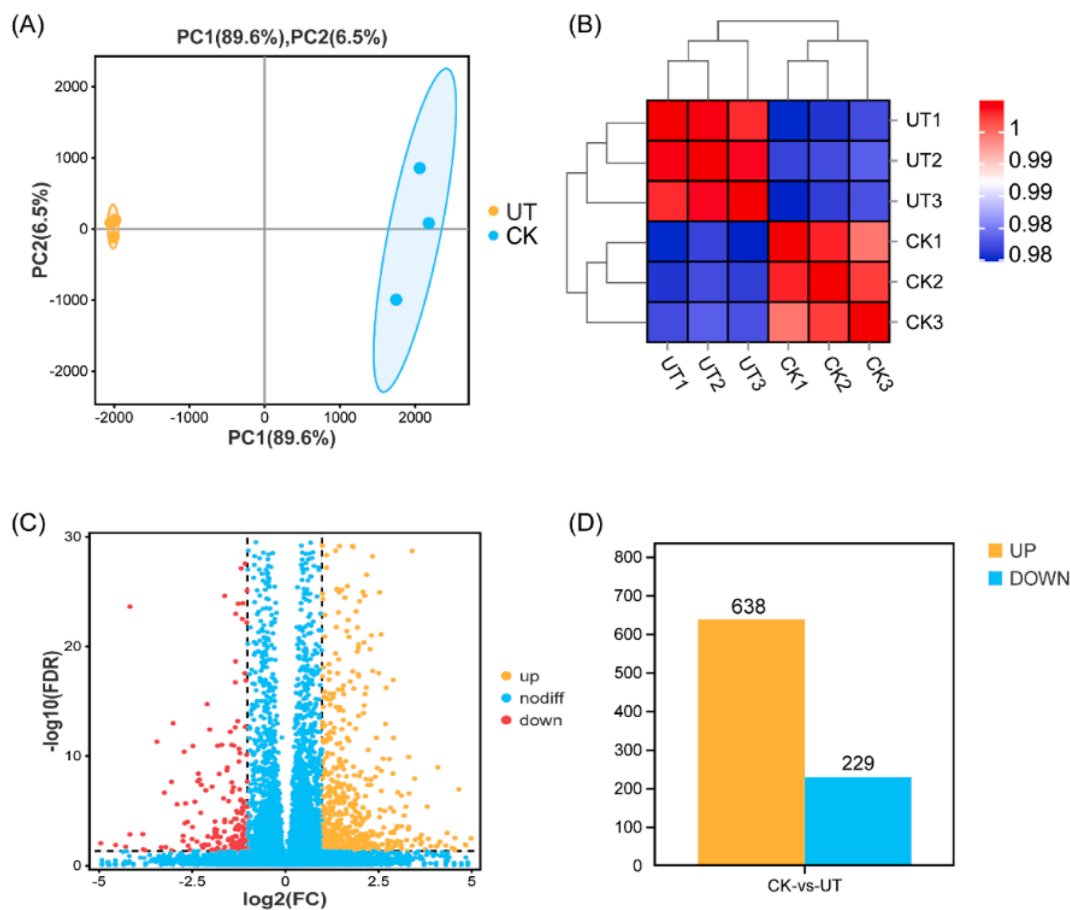 (A)
PC1(89.6%),PC2(6.5%)
PC2(6.5%)
2000
1000
0
-1000
-2000
-2000 -1000 0 1000 2000
PC1(89.6%)
UT
CK
(B)
UT1
UT2
UT3
CK1
CK2
CK3
UT1 UT2 UT3 CK1 CK2 CK3
1
0.99
0.99
0.98
0.98
(C)
-log10(FDR)
30
20
10
0
-5.0 -2.5 0 2.5 5.0
log2(FC)
up
nodiff
down
(D)
800
700
600
500
400
300
200
100
0
638
229
CK-vs-UT
UP
DOWN